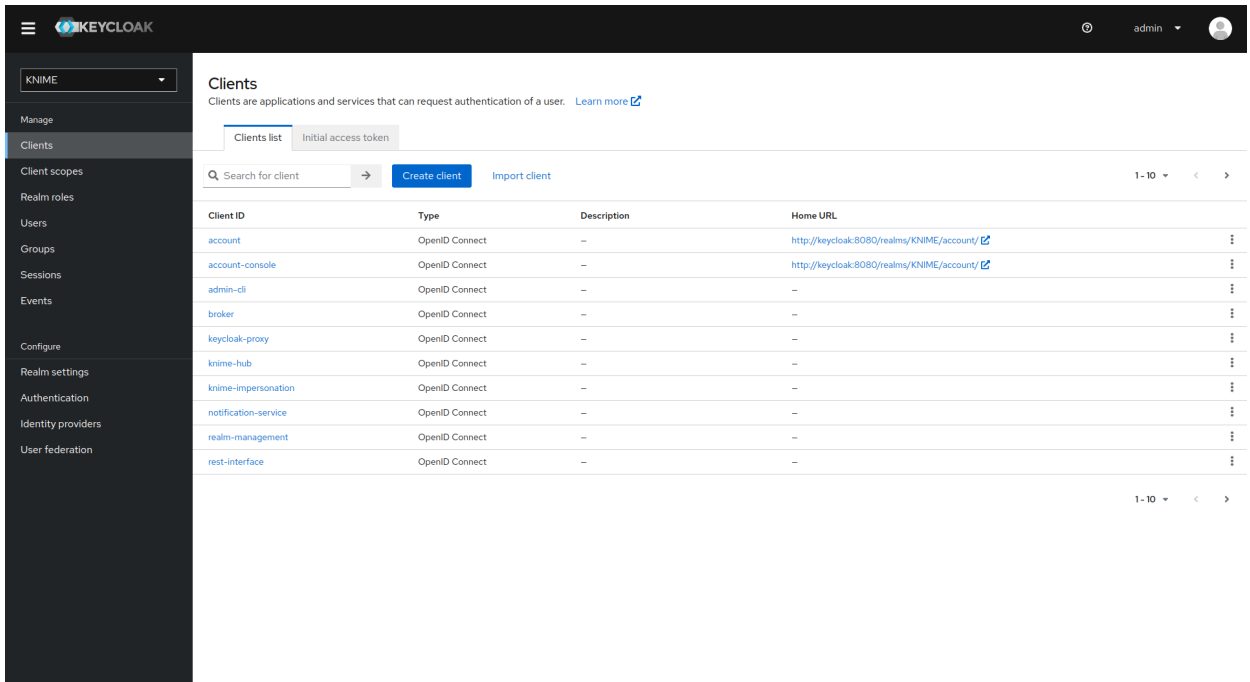 KEYCLOAK
admin
KNIME
Manage
Clients
Client scopes
Realm roles
Users
Groups
Sessions
Events
Configure
Realm settings
Authentication
Identity providers
User federation
Clients
Clients are applications and services that can request authentication of a user. Learn more
Clients list Initial access token
Search for client Create client Import client 1 - 10
Client ID Type Description Home URL
account OpenID Connect – http://keycloak:8080/realms/KNIME/account/
account-console OpenID Connect – http://keycloak:8080/realms/KNIME/account/
admin-cli OpenID Connect – –
broker OpenID Connect – –
keycloak-proxy OpenID Connect – –
knime-hub OpenID Connect – –
knime-impersonation OpenID Connect – –
notification-service OpenID Connect – –
realm-management OpenID Connect – –
rest-interface OpenID Connect – –
1 - 10